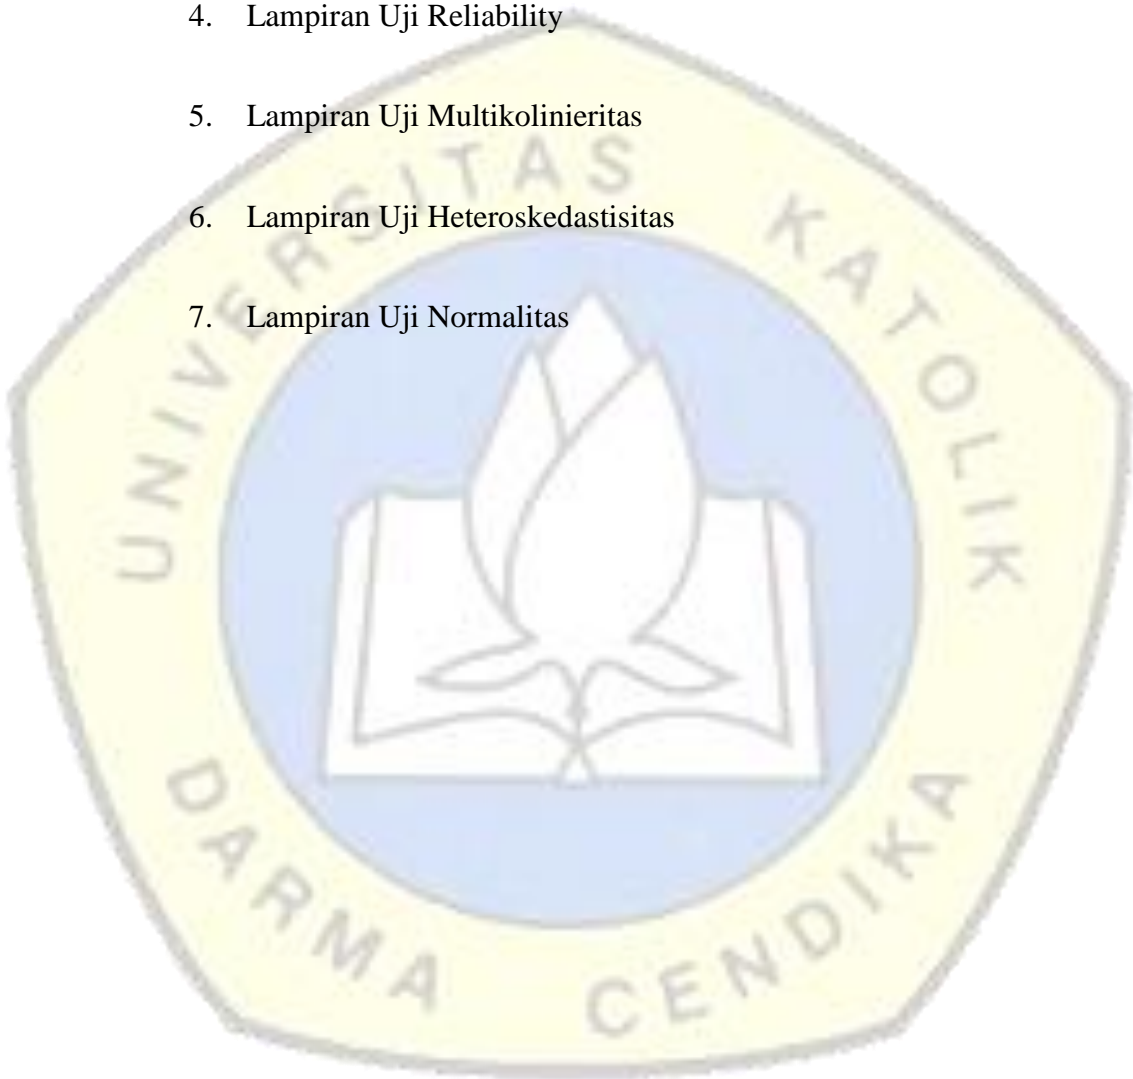 4. Lampiran Uji Reliability
5. Lampiran Uji Multikolinieritas
6. Lampiran Uji Heteroskedastisitas
7. Lampiran Uji Normalitas
UNIVERSITAS KATOLIK
DARMA CENDIKA